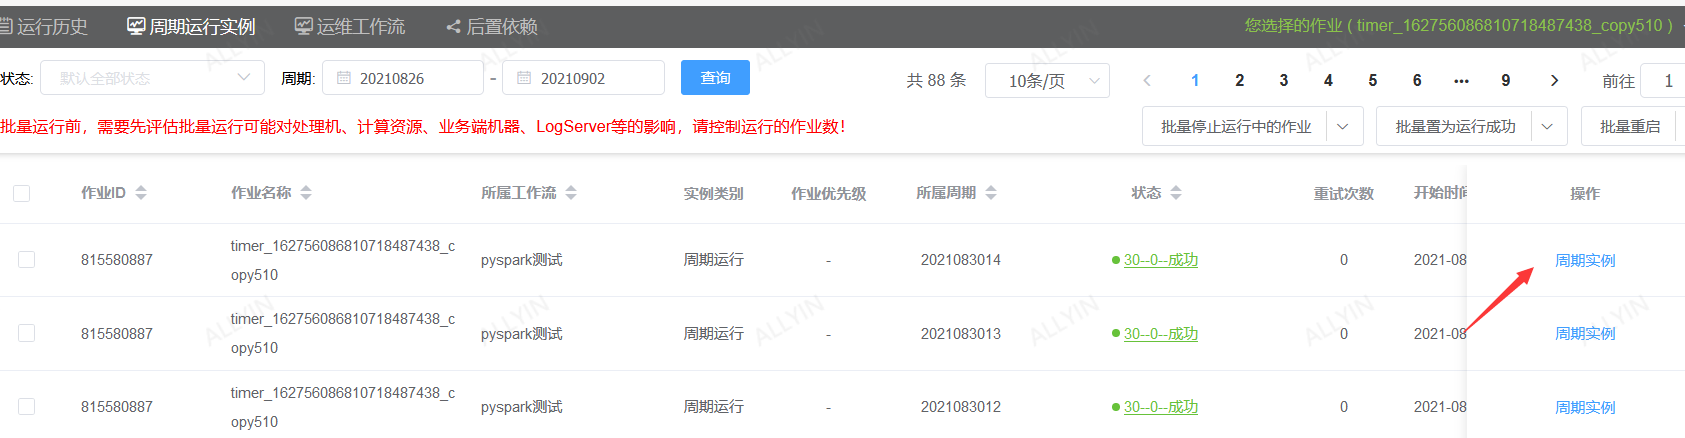 运行历史 周期运行实例 运维工作流 后置依赖 您选择的作业 ( timer_162756086810718487438_copy510 )
状态: 默认全部状态 周期: 20210826 - 20210902 查询 共 88 条 10条/页 1 2 3 4 5 6 ... 9 前往 1
批量运行前，需要先评估批量运行可能对处理机、计算资源、业务端机器、LogServer等的影响，请控制运行的作业数！ 批量停止运行中的作业 批量置为运行成功 批量重启
作业ID 作业名称 所属工作流 实例类别 作业优先级 所属周期 状态 重试次数 开始时间 操作
815580887 timer_162756086810718487438_copy510 pyspark测试 周期运行 - 2021083014 30--0--成功 0 2021-08 周期实例
815580887 timer_162756086810718487438_copy510 pyspark测试 周期运行 - 2021083013 30--0--成功 0 2021-08 周期实例
815580887 timer_162756086810718487438_copy510 pyspark测试 周期运行 - 2021083012 30--0--成功 0 2021-08 周期实例
ALLYIN ALLYIN ALLYIN ALLYIN ALLYIN
ALLYIN ALLYIN ALLYIN ALLYIN ALLYIN